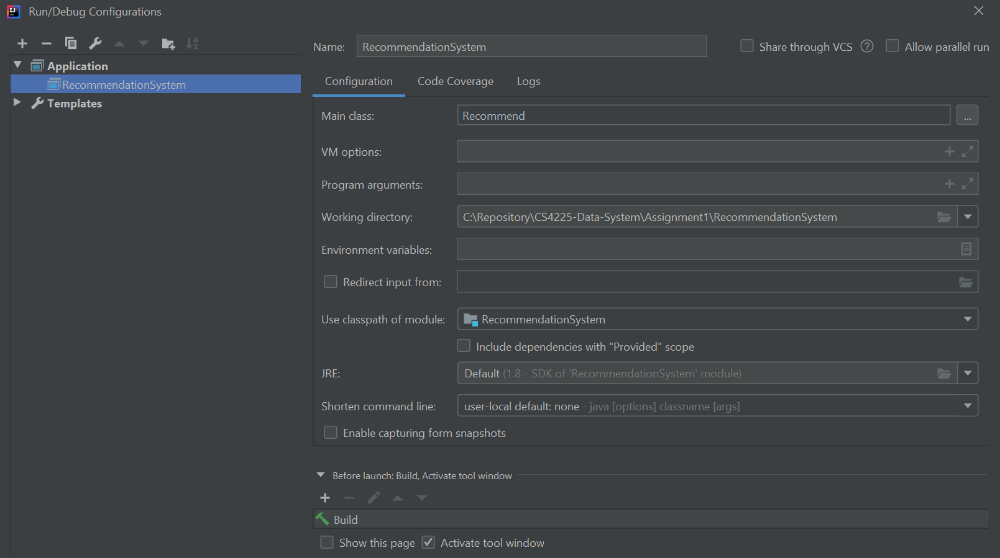 Run/Debug Configurations
Application
RecommendationSystem
Templates
Name: RecommendationSystem
Share through VCS ? Allow parallel run
Configuration Code Coverage Logs
Main class: Recommend ...
VM options:
Program arguments:
Working directory: C:\Repository\CS4225-Data-System\Assignment1\RecommendationSystem
Environment variables:
Redirect input from:
Use classpath of module: RecommendationSystem
Include dependencies with "Provided" scope
JRE: Default (1.8 - SDK of 'RecommendationSystem' module)
Shorten command line: user-local default: none - java [options] classname [args]
Enable capturing form snapshots
Before launch: Build, Activate tool window
Build
Show this page Activate tool window